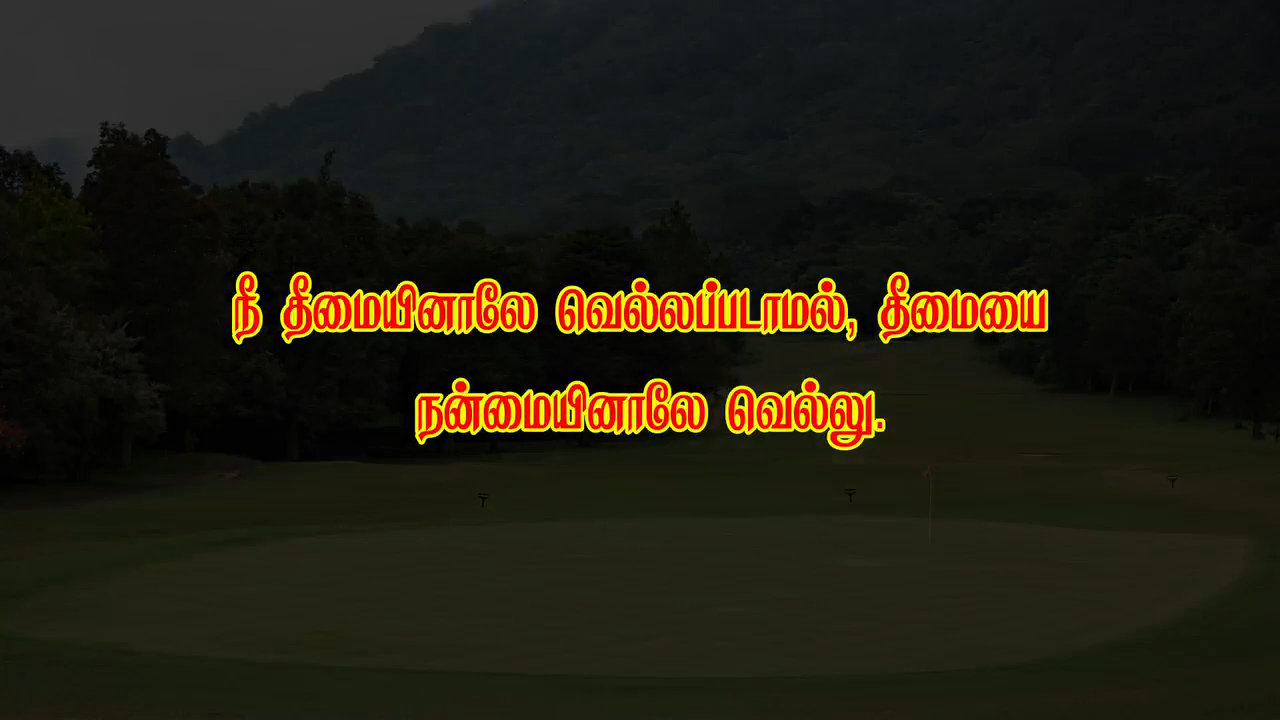 நீ தீமையினாலே வெல்லப்படாமல், தீமையை
நன்மையினாலே வெல்லு.